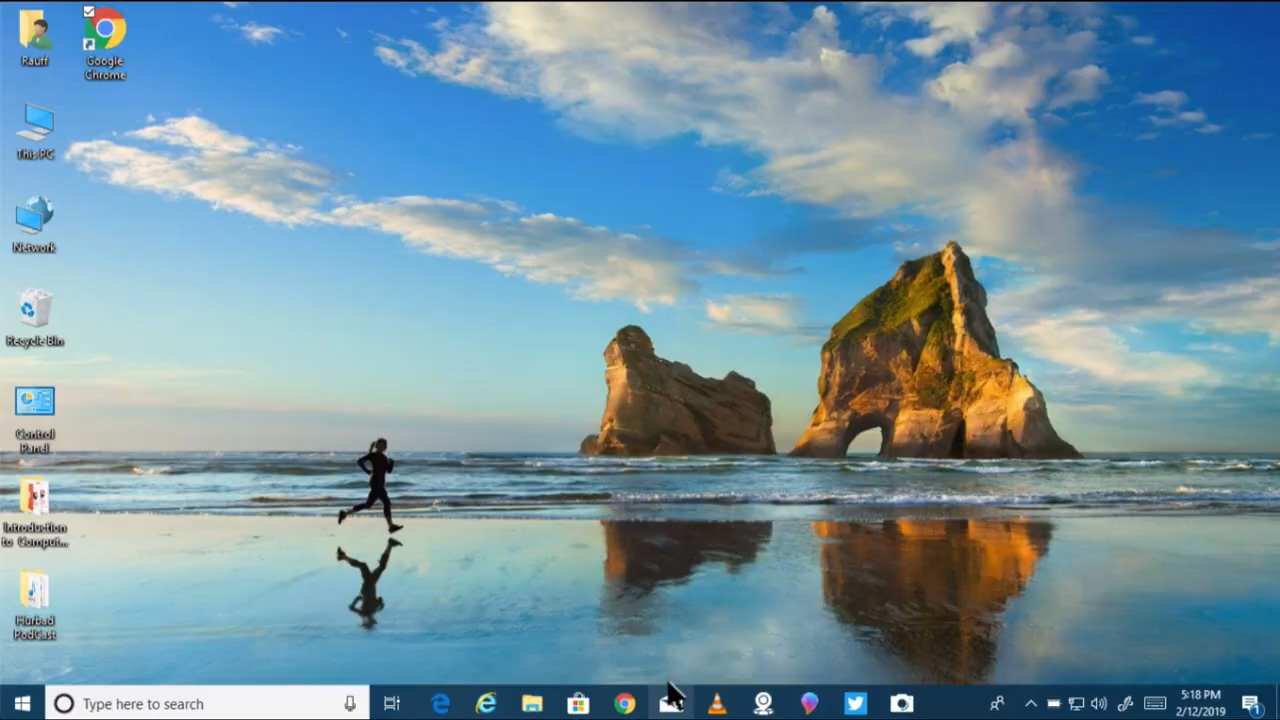 Rauff
Google
Chrome
This PC
Network
Recycle Bin
Control
Panel
Introduction
to Comput...
Hurbad
PodCast
Type here to search
5:18 PM
2/12/2019
1